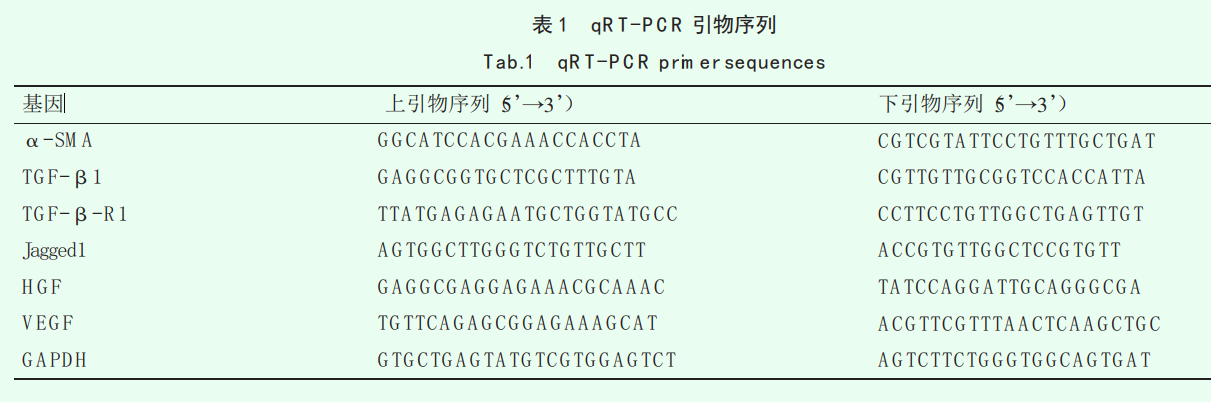 表1 qRT-PCR 引物序列
Tab.1 qRT-PCR primer sequences
基因 上引物序列（5’→3’） 下引物序列（5’→3’）
α-SMA GGCATCCACGAAACCACCTA CGTCGTATTCCTGTTTGCTGAT
TGF-β1 GAGGCGGTGCTCGCTTTGTA CGTTGTTGCGGTCCACCATTA
TGF-β-R1 TTATGAGAGAATGCTGGTATGCC CCTTCCTGTTGGCTGAGTTGT
Jagged1 AGTGGCTTGGGTCTGTTGCTT ACCGTGTTGGCTCCGTGTT
HGF GAGGCGAGGAGAAACGCAAAC TATCCAGGATTGCAGGGCGA
VEGF TGTTCAGAGCGGAGAAAGCAT ACGTTCGTTTAACTCAAGCTGC
GAPDH GTGCTGAGTATGTCGTGGAGTCT AGTCTTCTGGGTGGCAGTGAT